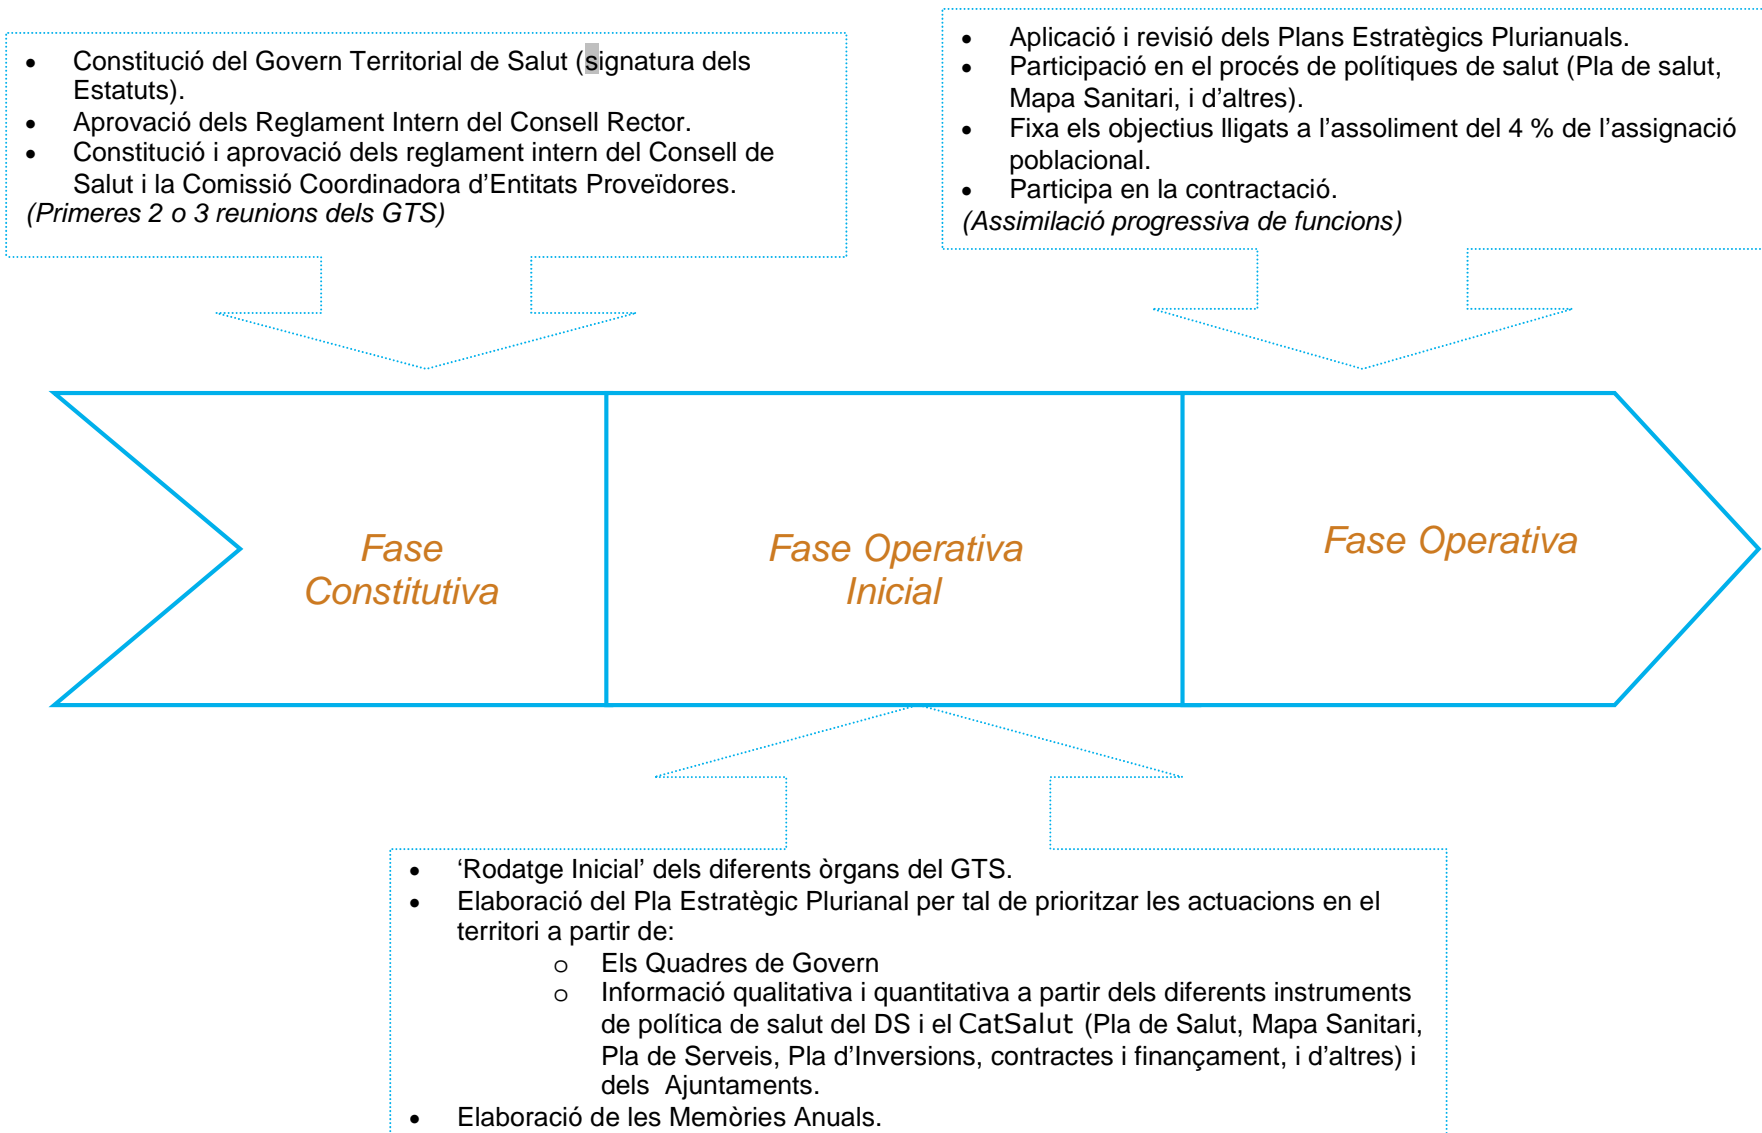 • Constitució del Govern Territorial de Salut (signatura dels
Estatuts).
• Aprovació dels Reglament Intern del Consell Rector.
• Constitució i aprovació dels reglament intern del Consell de
Salut i la Comissió Coordinadora d’Entitats Proveïdores.
(Primeres 2 o 3 reunions dels GTS)
• Aplicació i revisió dels Plans Estratègics Plurianuals.
• Participació en el procés de polítiques de salut (Pla de salut,
Mapa Sanitari, i d’altres).
• Fixa els objectius lligats a l’assoliment del 4 % de l’assignació
poblacional.
• Participa en la contractació.
(Assimilació progressiva de funcions)
Fase
Constitutiva
Fase Operativa
Inicial
Fase Operativa
• ‘Rodatge Inicial’ dels diferents òrgans del GTS.
• Elaboració del Pla Estratègic Plurianal per tal de prioritzar les actuacions en el
territori a partir de:
o Els Quadres de Govern
o Informació qualitativa i quantitativa a partir dels diferents instruments
de política de salut del DS i el CatSalut (Pla de Salut, Mapa Sanitari,
Pla de Serveis, Pla d’Inversions, contractes i finançament, i d’altres) i
dels Ajuntaments.
• Elaboració de les Memòries Anuals.